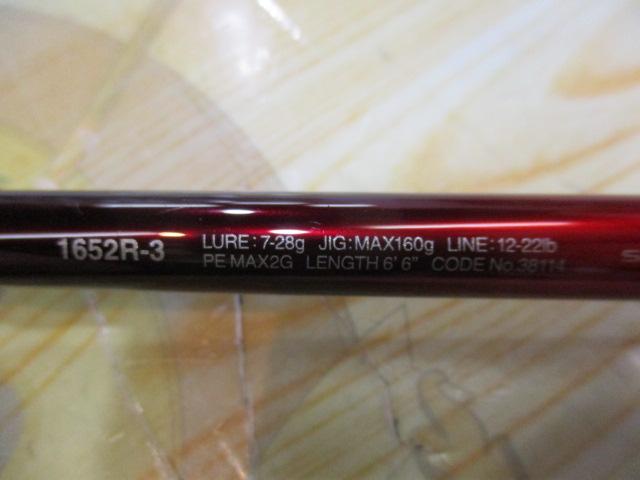 1652R-3
LURE: 7-28g JIG: MAX160g LINE: 12-22lb
PE MAX2G LENGTH 6' 6" CODE No. 38114
S